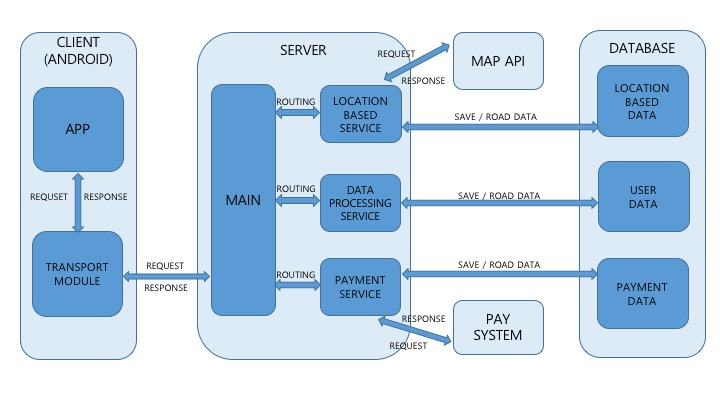 CLIENT
(ANDROID)
APP
REQUSET
RESPONSE
TRANSPORT
MODULE
REQUEST
RESPONSE
SERVER
MAIN
ROUTING
LOCATION
BASED
SERVICE
ROUTING
DATA
PROCESSING
SERVICE
ROUTING
PAYMENT
SERVICE
REQUEST
RESPONSE
MAP API
SAVE / ROAD DATA
SAVE / ROAD DATA
SAVE / ROAD DATA
RESPONSE
REQUEST
PAY
SYSTEM
DATABASE
LOCATION
BASED
DATA
USER
DATA
PAYMENT
DATA